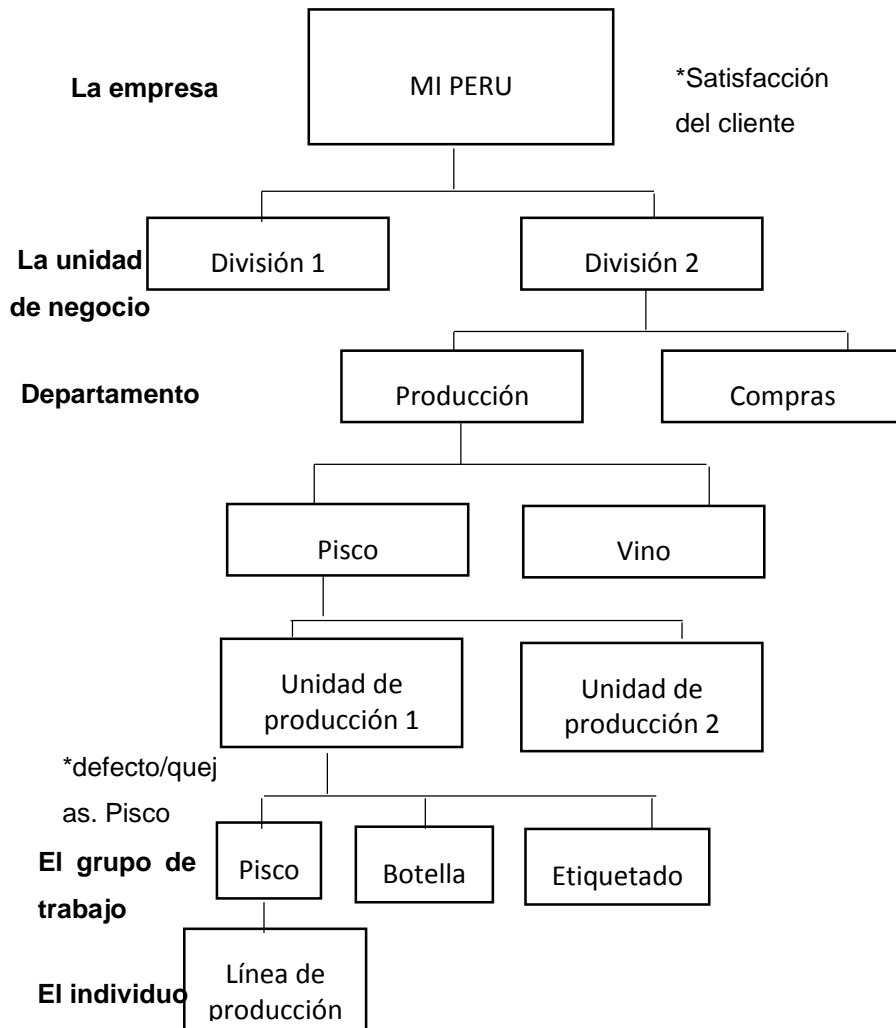 La empresa
MI PERU
*Satisfacción
del cliente
La unidad
de negocio
División 1
División 2
Departamento
Producción
Compras
Pisco
Vino
Unidad de
producción 1
Unidad de
producción 2
*defecto/quej
as. Pisco
El grupo de
trabajo
Pisco
Botella
Etiquetado
El individuo
Línea de
producción